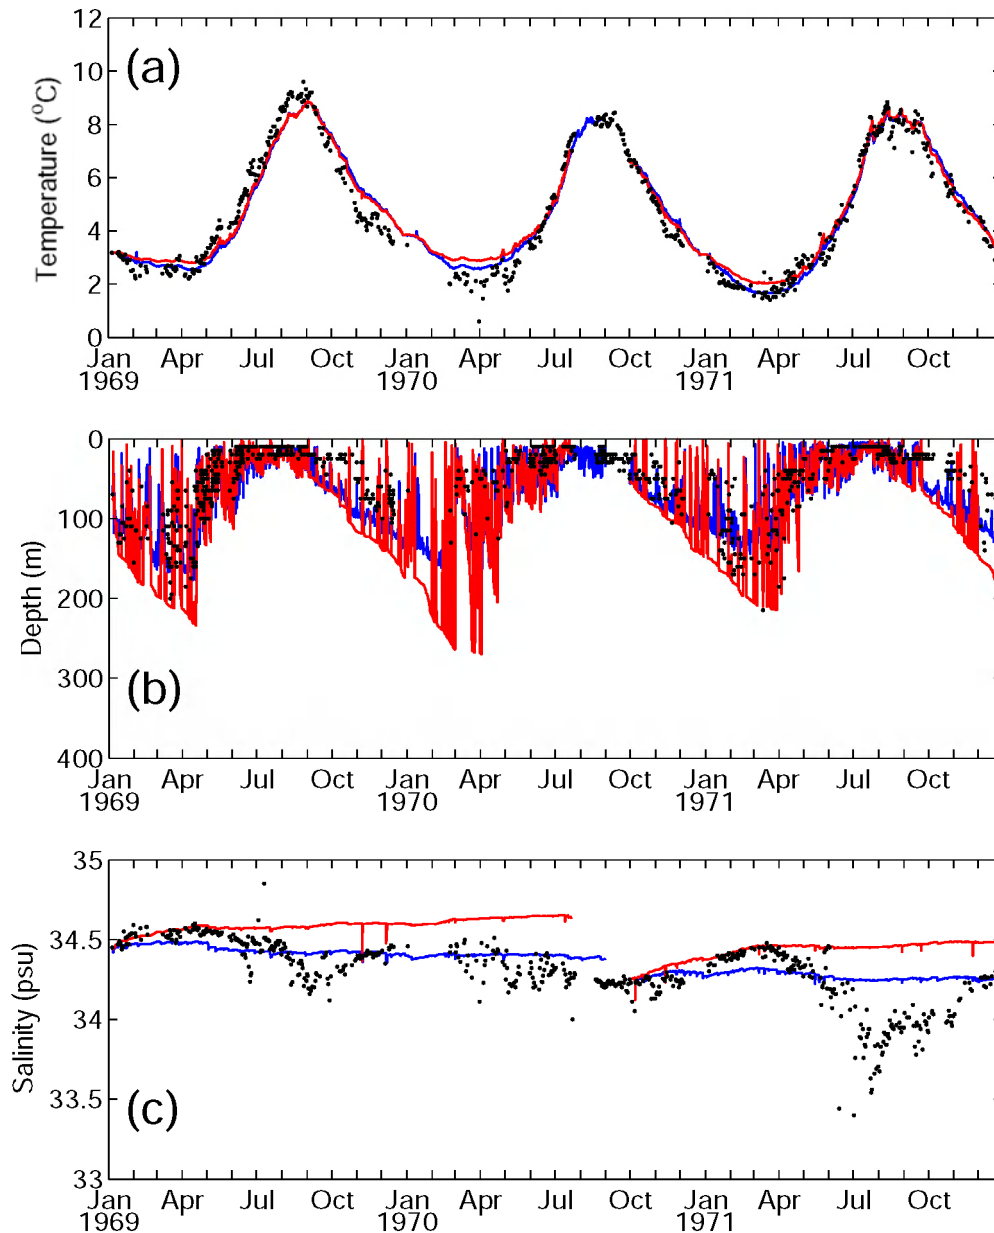 12
10
8
6
4
2
0
Temperature (°C)
(a)
Jan Apr Jul Oct Jan Apr Jul Oct Jan Apr Jul Oct
1969 1970 1971
0
100
200
300
400
Depth (m)
(b)
Jan Apr Jul Oct Jan Apr Jul Oct Jan Apr Jul Oct
1969 1970 1971
35
34.5
34
33.5
33
Salinity (psu)
(c)
Jan Apr Jul Oct Jan Apr Jul Oct Jan Apr Jul Oct
1969 1970 1971